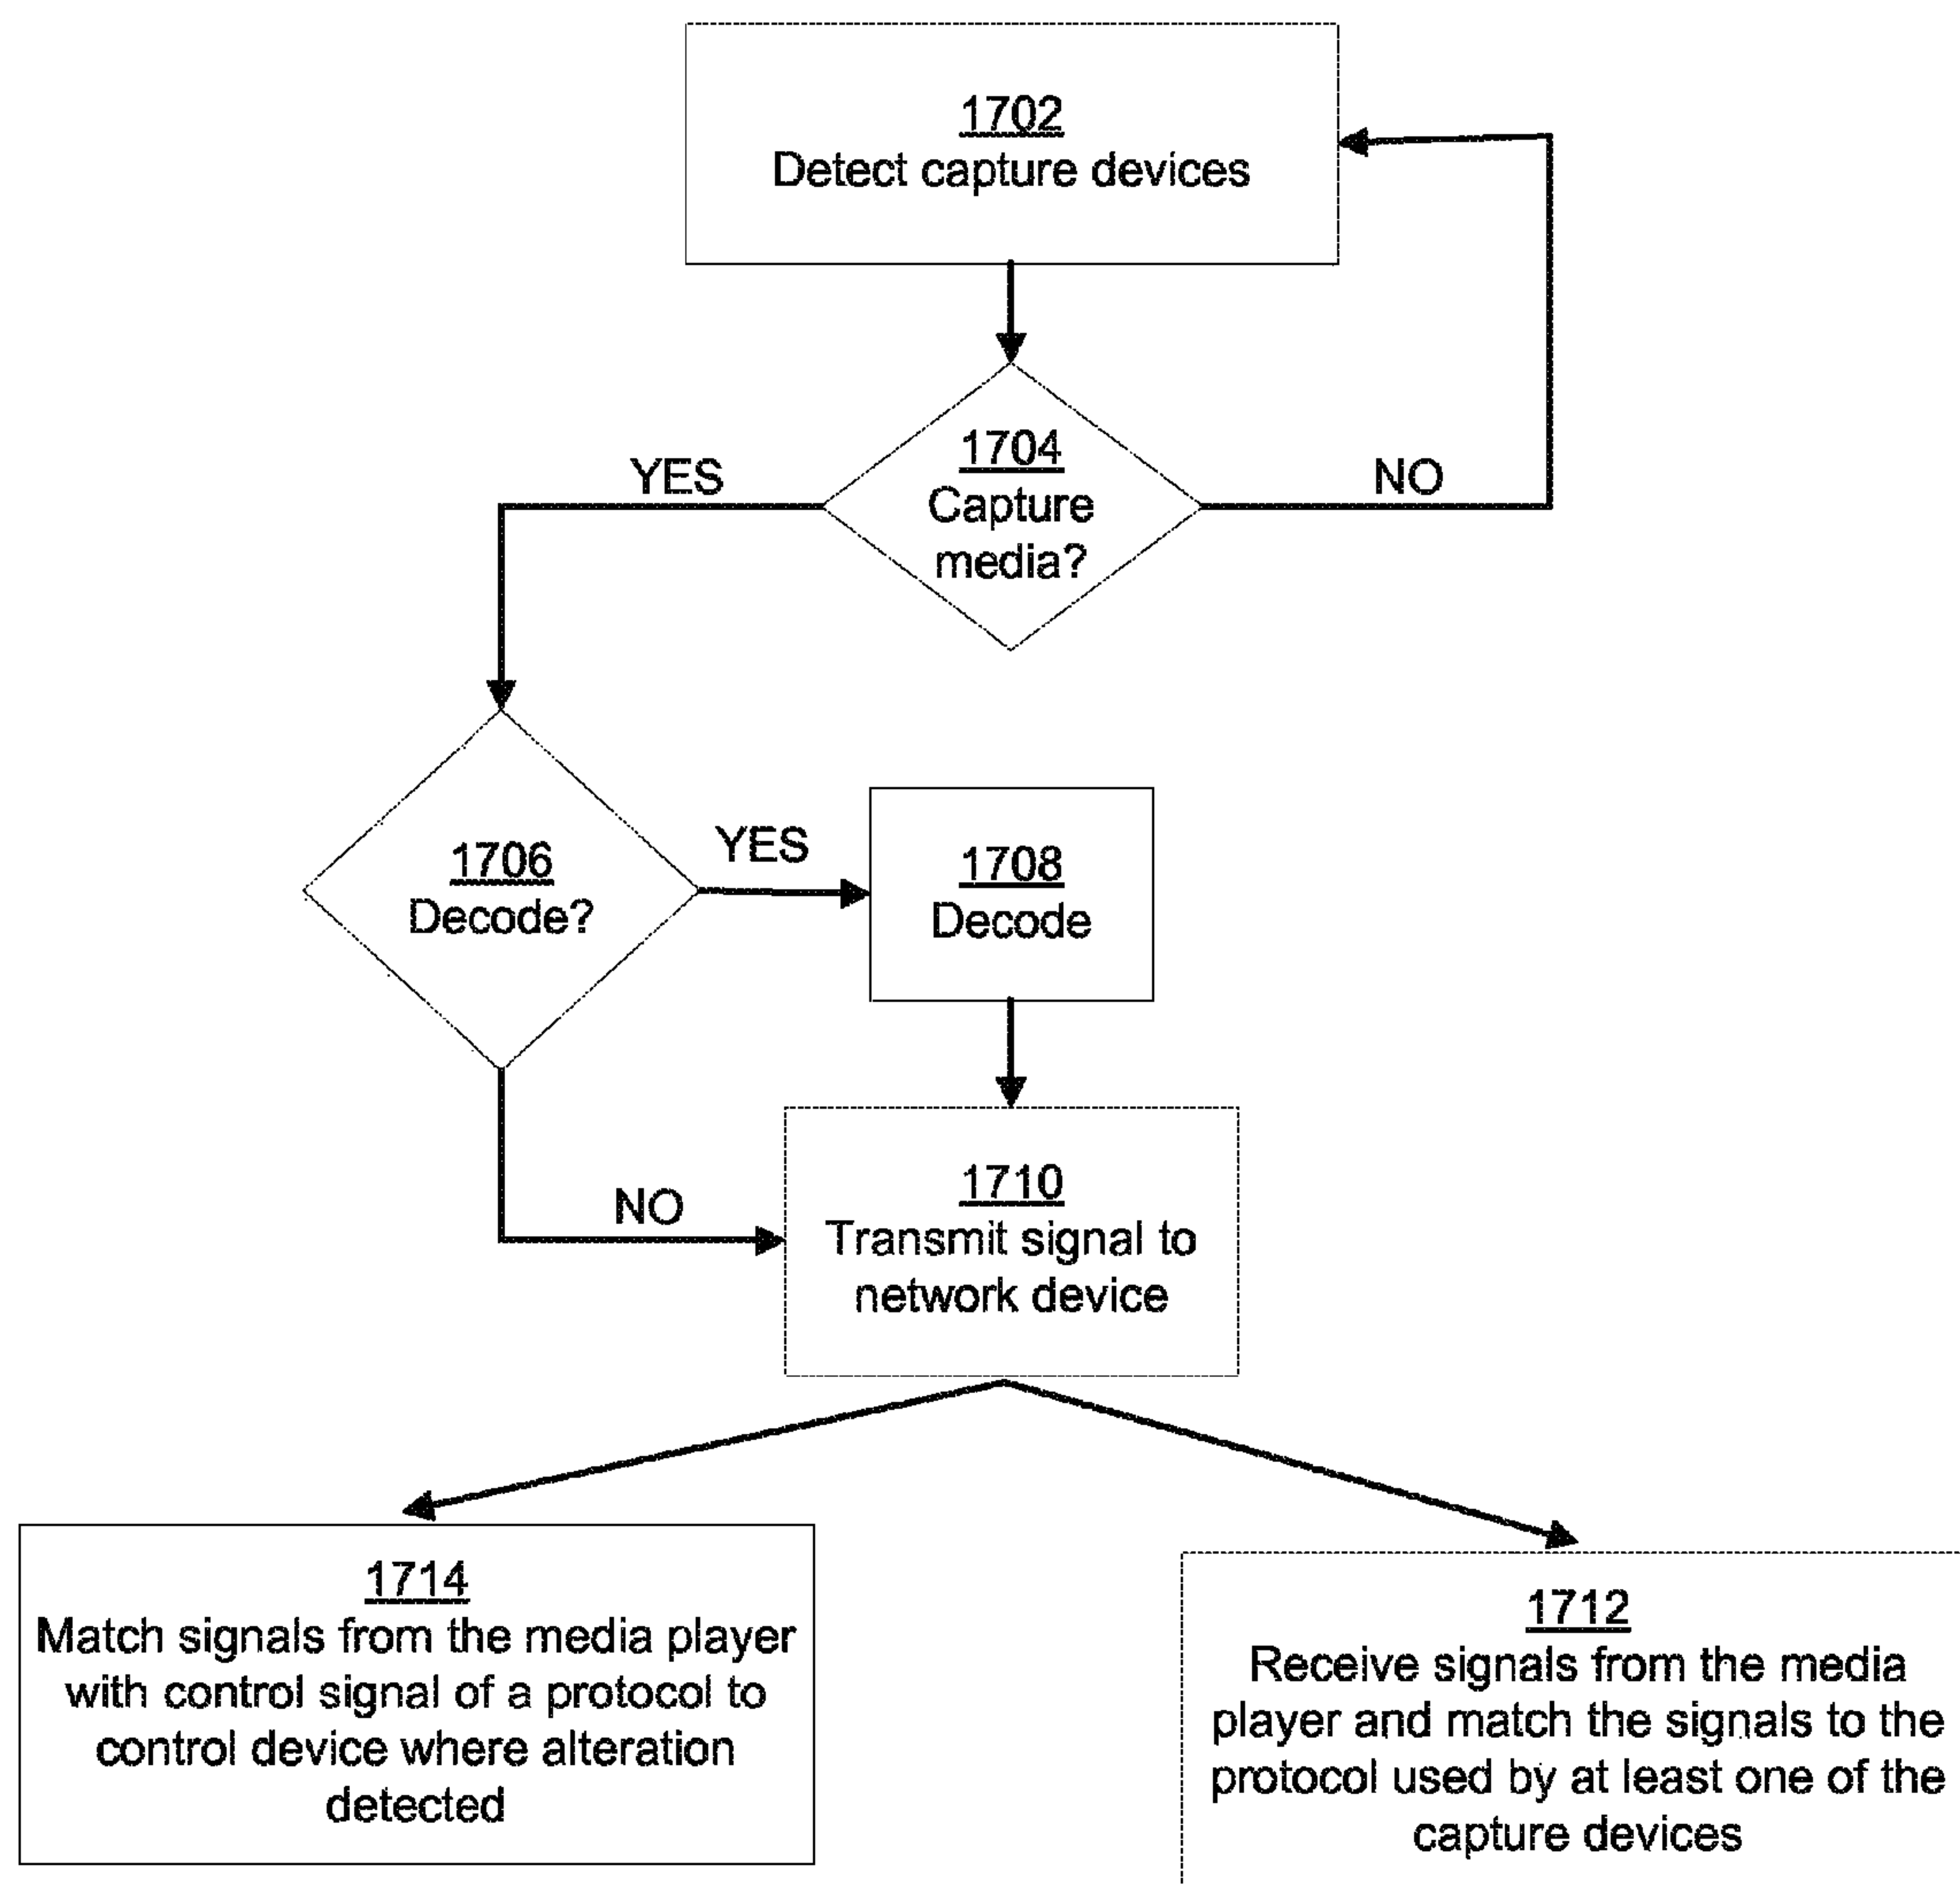 1702
Detect capture devices
1704
Capture
media?
YES
NO
1706
Decode?
YES
1708
Decode
NO
1710
Transmit signal to
network device
1714
Match signals from the media player
with control signal of a protocol to
control device where alteration
detected
1712
Receive signals from the media
player and match the signals to the
protocol used by at least one of the
capture devices